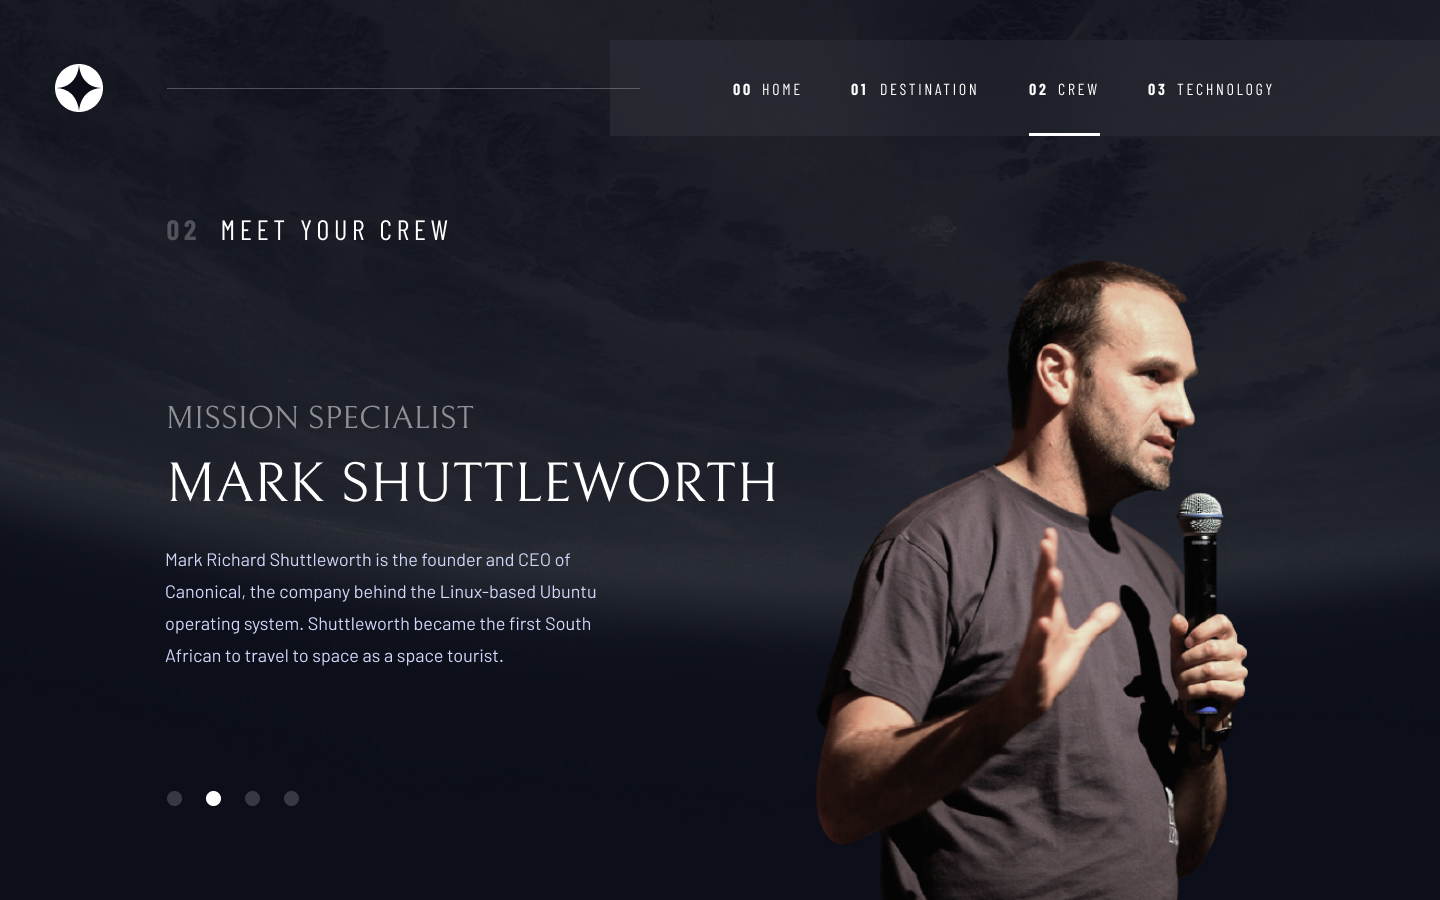 00 HOME 01 DESTINATION 02 CREW 03 TECHNOLOGY
02 MEET YOUR CREW
MISSION SPECIALIST
MARK SHUTTLEWORTH
Mark Richard Shuttleworth is the founder and CEO of
Canonical, the company behind the Linux-based Ubuntu
operating system. Shuttleworth became the first South
African to travel to space as a space tourist.